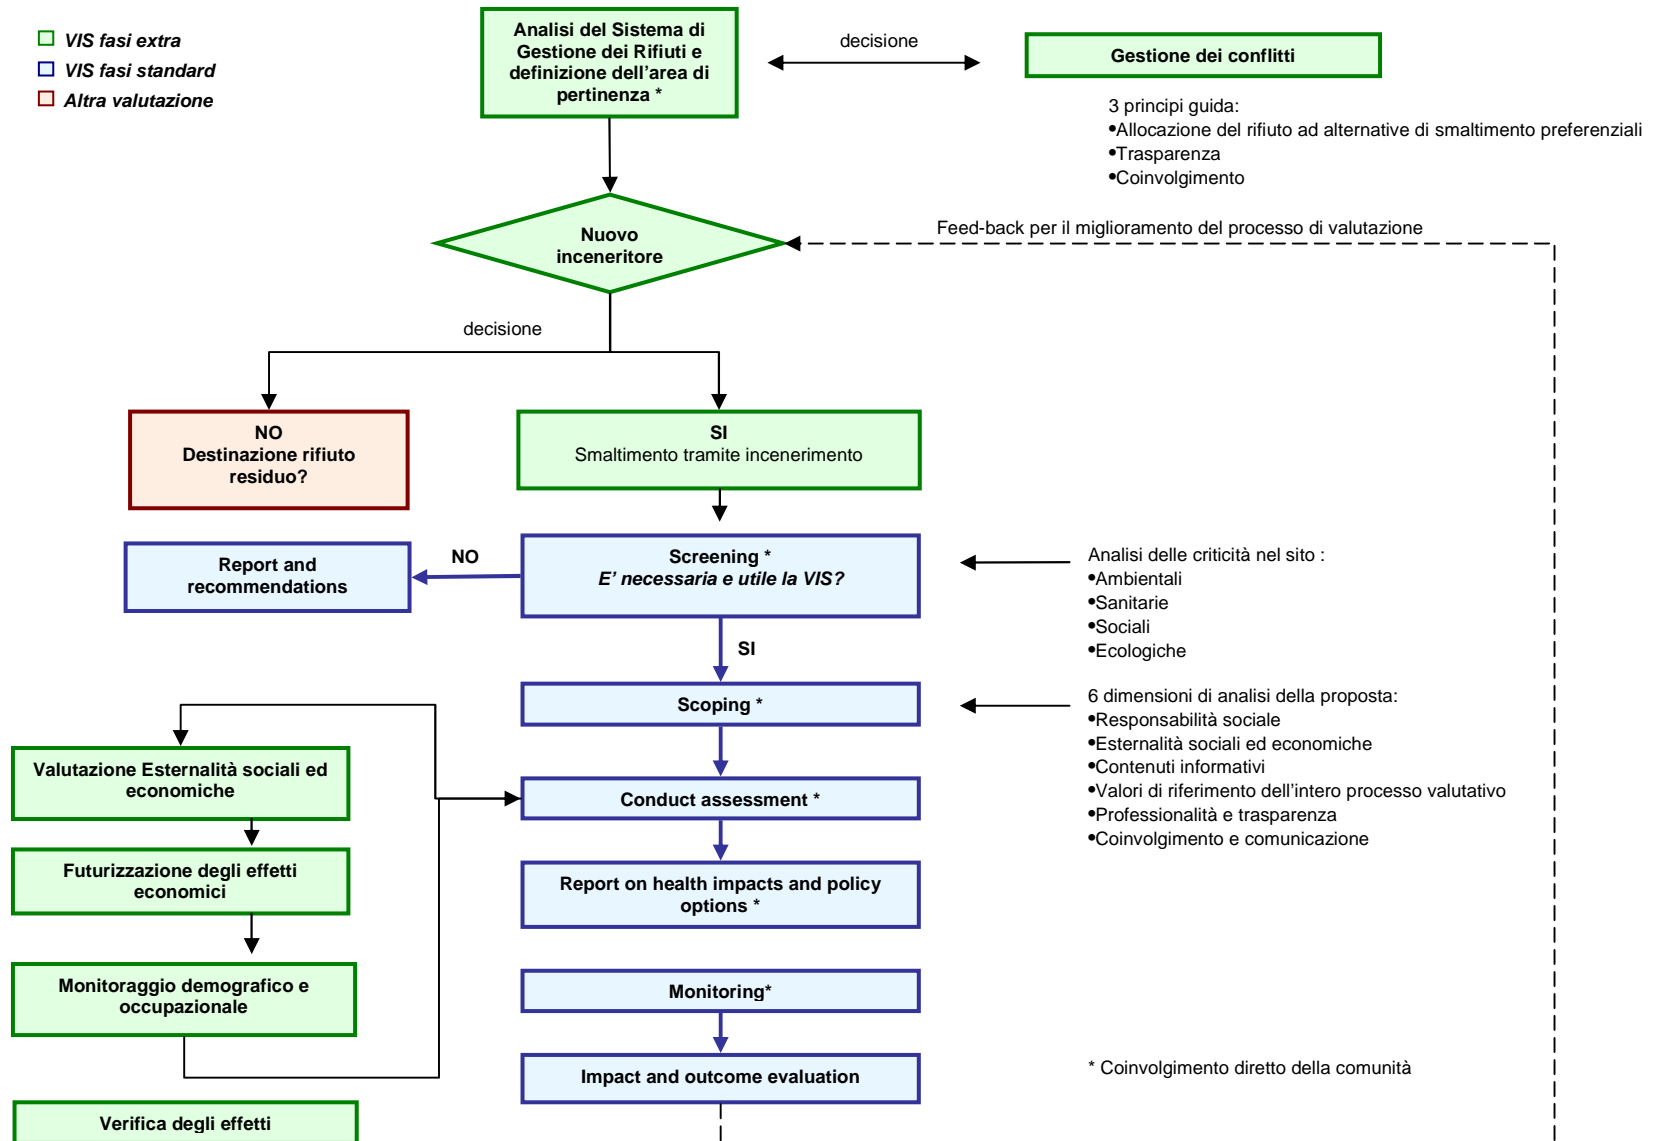 VIS fasi extra
VIS fasi standard
Altra valutazione
Analisi del Sistema di
Gestione dei Rifiuti e
definizione dell'area di
pertinenza *
decisione
Gestione dei conflitti
3 principi guida:
•Allocazione del rifiuto ad alternative di smaltimento preferenziali
•Trasparenza
•Coinvolgimento
Nuovo
inceneritore
Feed-back per il miglioramento del processo di valutazione
decisione
NO
Destinazione rifiuto
residuo?
SI
Smaltimento tramite incenerimento
Report and
recommendations
NO
Screening *
E' necessaria e utile la VIS?
Analisi delle criticità nel sito :
•Ambientali
•Sanitarie
•Sociali
•Ecologiche
SI
Scoping *
6 dimensioni di analisi della proposta:
•Responsabilità sociale
•Esternalità sociali ed economiche
•Contenuti informativi
•Valori di riferimento dell'intero processo valutativo
•Professionalità e trasparenza
•Coinvolgimento e comunicazione
Valutazione Esternalità sociali ed
economiche
Conduct assessment *
Futurizzazione degli effetti
economici
Report on health impacts and policy
options *
Monitoraggio demografico e
occupazionale
Monitoring*
Impact and outcome evaluation
* Coinvolgimento diretto della comunità
Verifica degli effetti